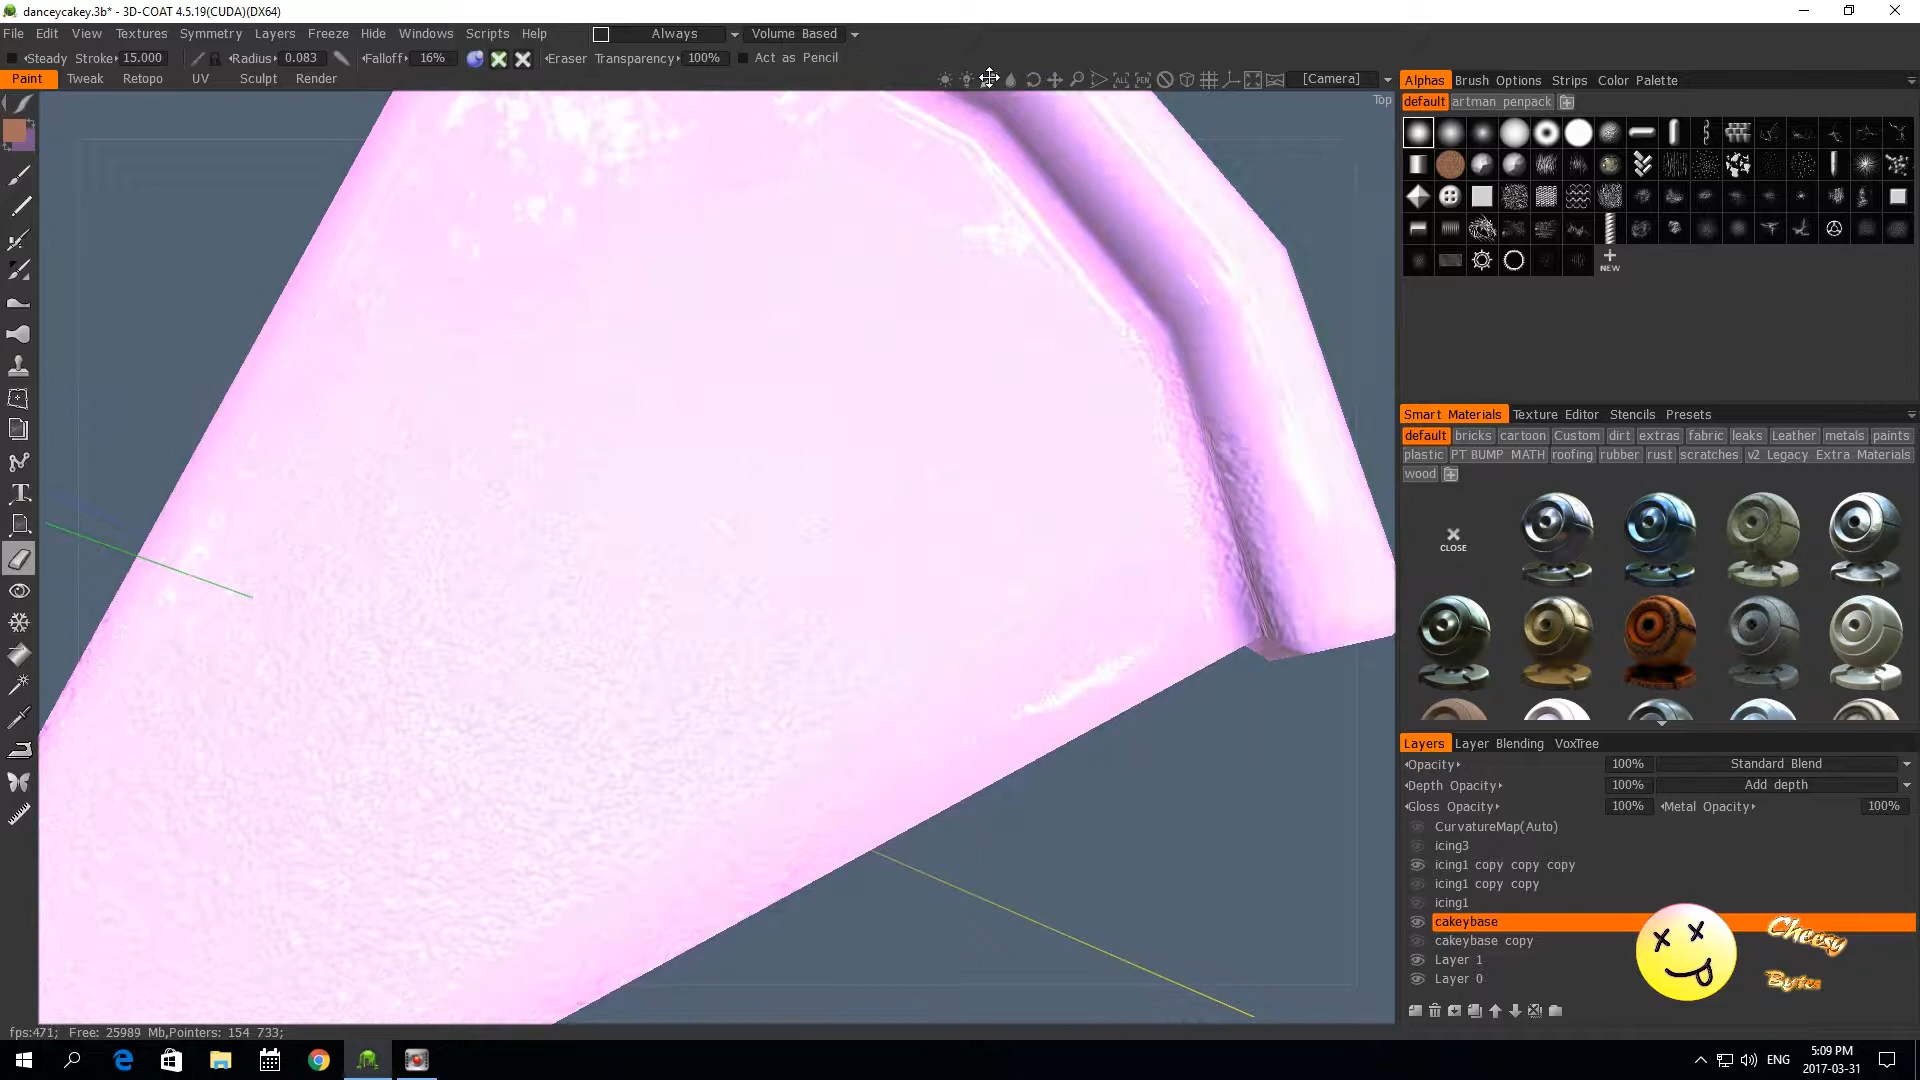 danceycakey.3b* - 3D-COAT 4.5.19(CUDA)(DX64)
File Edit View Textures Symmetry Layers Freeze Hide Windows Scripts Help Always Volume Based
Steady Stroke 15.000 Radius 0.083 Falloff 16% Eraser Transparency 100% Act as Pencil
Paint Tweak Retopo UV Sculpt Render [Camera]
Top
Alphas Brush Options Strips Color Palette
default artman penpack
NEW
Smart Materials Texture Editor Stencils Presets
default bricks cartoon Custom dirt extras fabric leaks Leather metals paints
plastic PT BUMP MATH roofing rubber rust scratches v2 Legacy Extra Materials
wood
CLOSE
Layers Layer Blending VoxTree
Opacity 100% Standard Blend
Depth Opacity 100% Add depth
Gloss Opacity 100% Metal Opacity 100%
CurvatureMap(Auto)
icing3
icing1 copy copy copy
icing1 copy copy
icing1
cakeybase
cakeybase copy
Layer 1
Layer 0
Cheesy
Bytes
fps:471; Free: 25989 Mb,Pointers: 154 733;
ENG
5:09 PM
2017-03-31